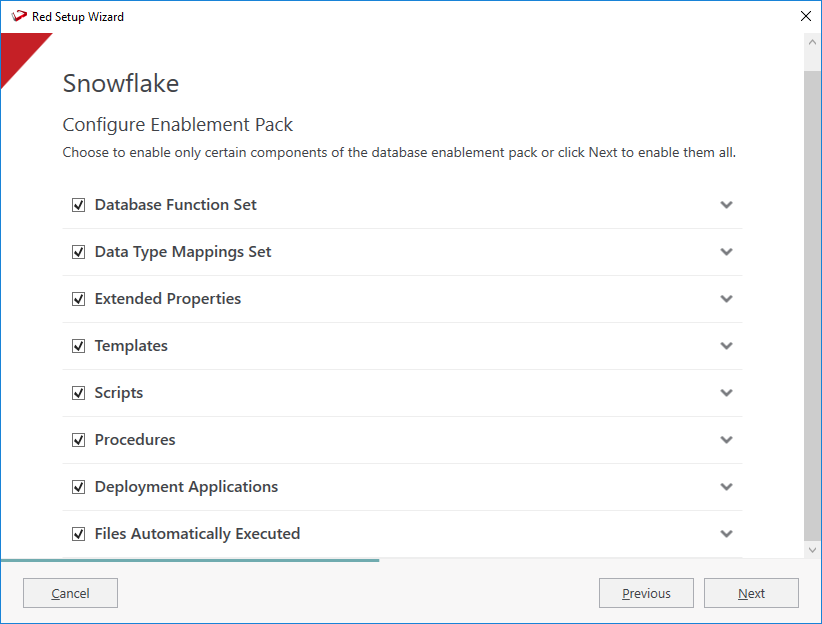 Red Setup Wizard
Snowflake
Configure Enablement Pack
Choose to enable only certain components of the database enablement pack or click Next to enable them all.
Database Function Set
Data Type Mappings Set
Extended Properties
Templates
Scripts
Procedures
Deployment Applications
Files Automatically Executed
Cancel
Previous
Next